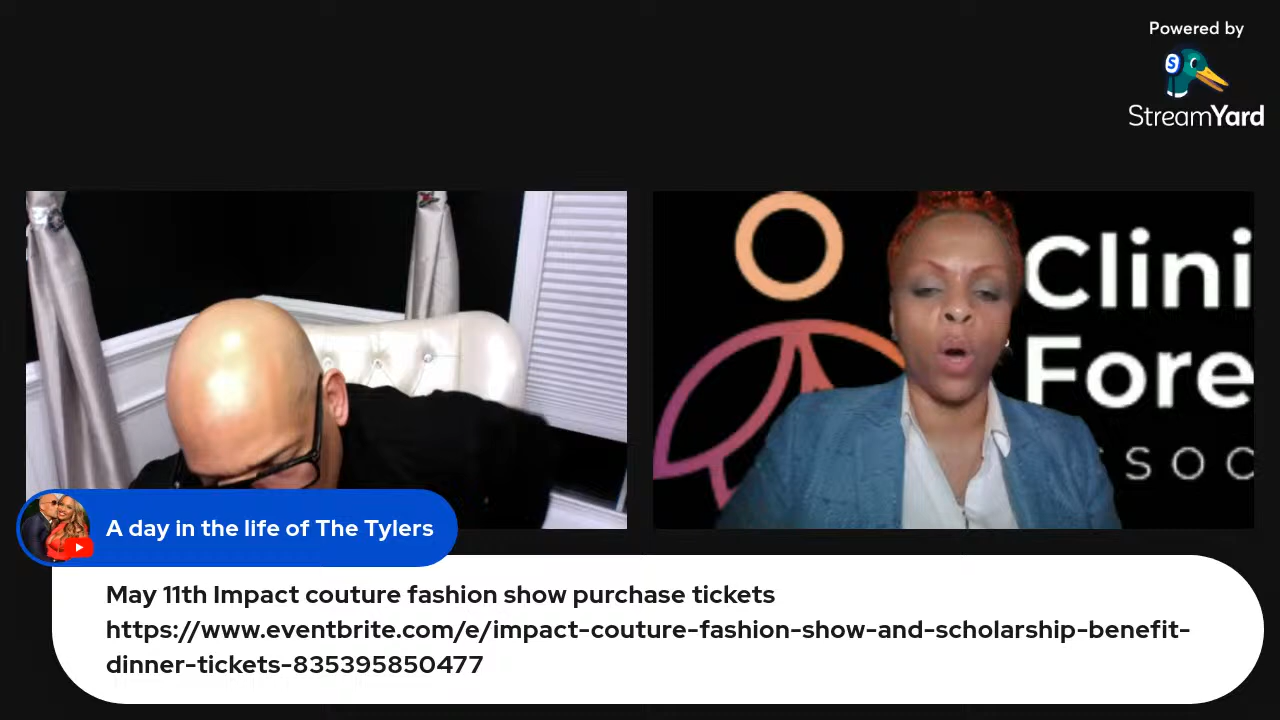 Powered by
S
StreamYard
Clini
Fore
SOC
A day in the life of The Tylers
May 11th Impact couture fashion show purchase tickets
https://www.eventbrite.com/e/impact-couture-fashion-show-and-scholarship-benefit-
dinner-tickets-835395850477